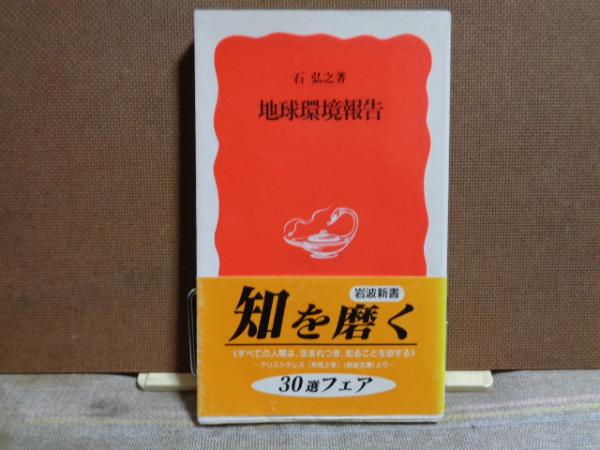 石 弘之著
地球環境報告
岩波新書
知を磨く
《すべての人間は、生まれつき、知ることを欲する》
―アリストテレス『形而上学』(岩波文庫)より―
30選フェア